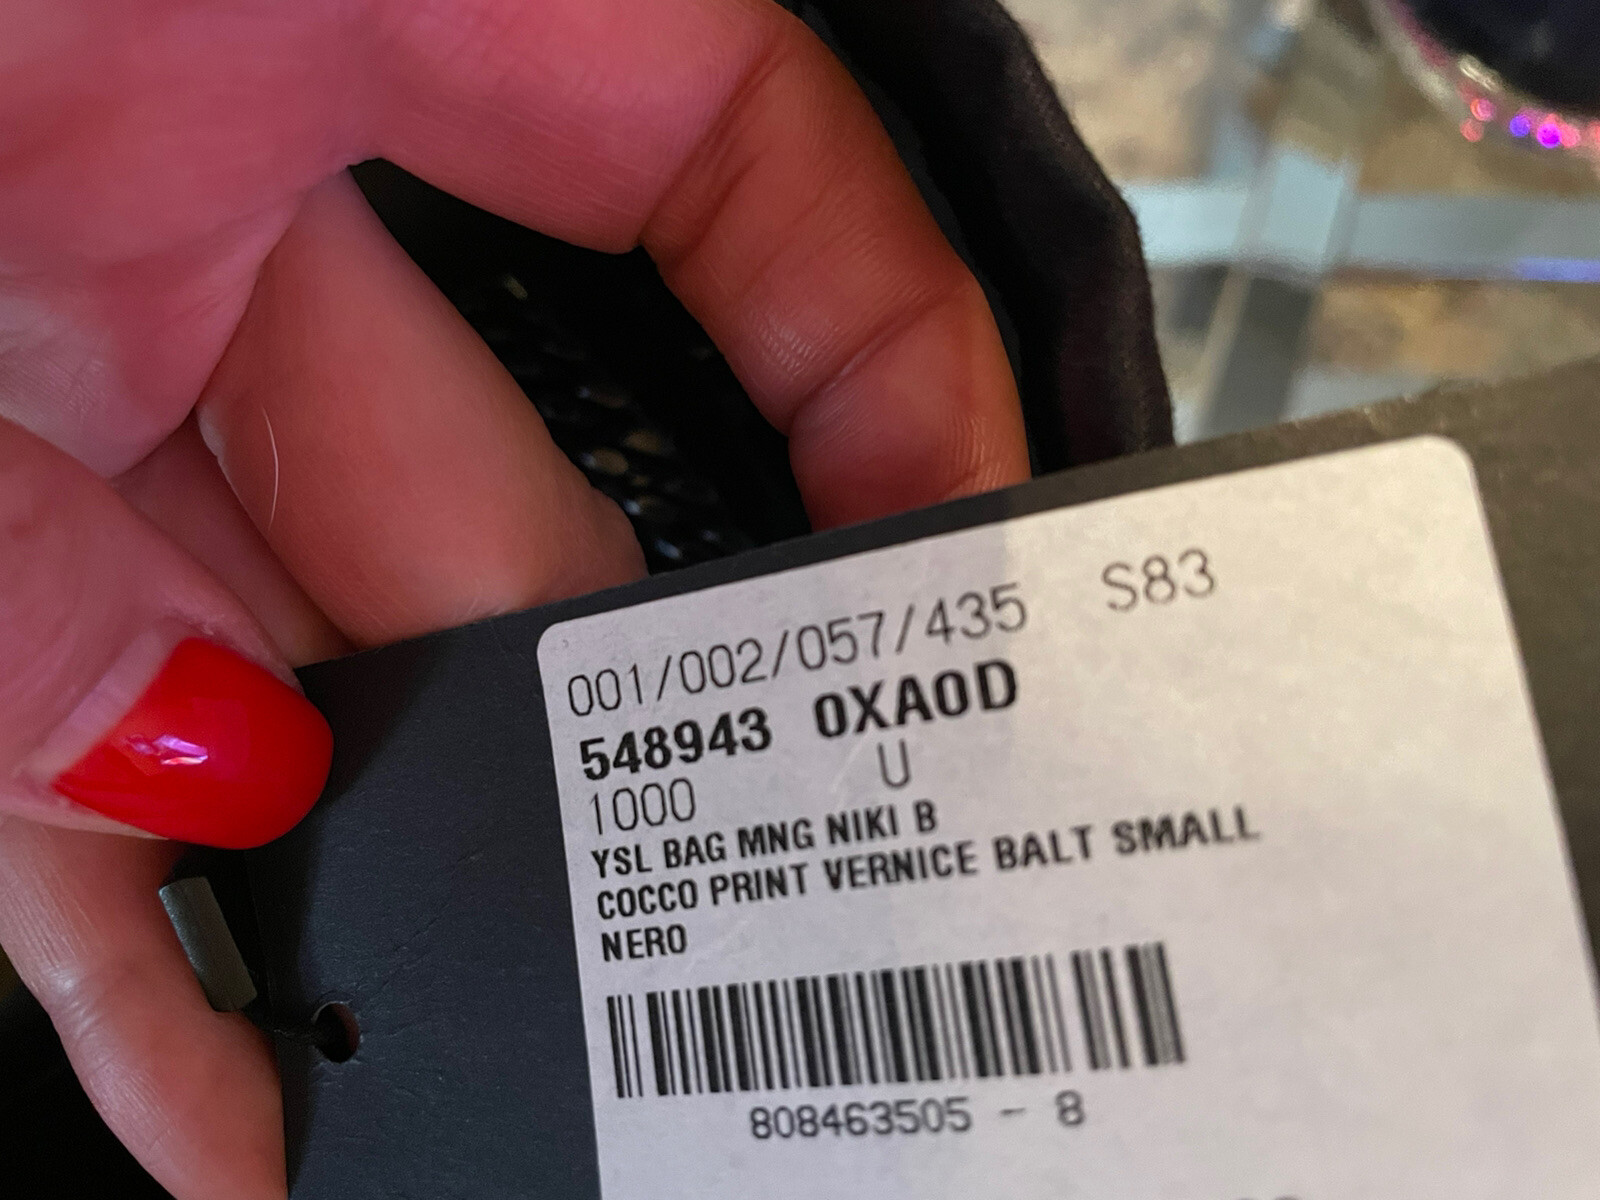 001/002/057/435 S83
548943 0XA0D
1000 U
YSL BAG MNG NIKI B
COCCO PRINT VERNICE BALT SMALL
NERO
808463505 - 8